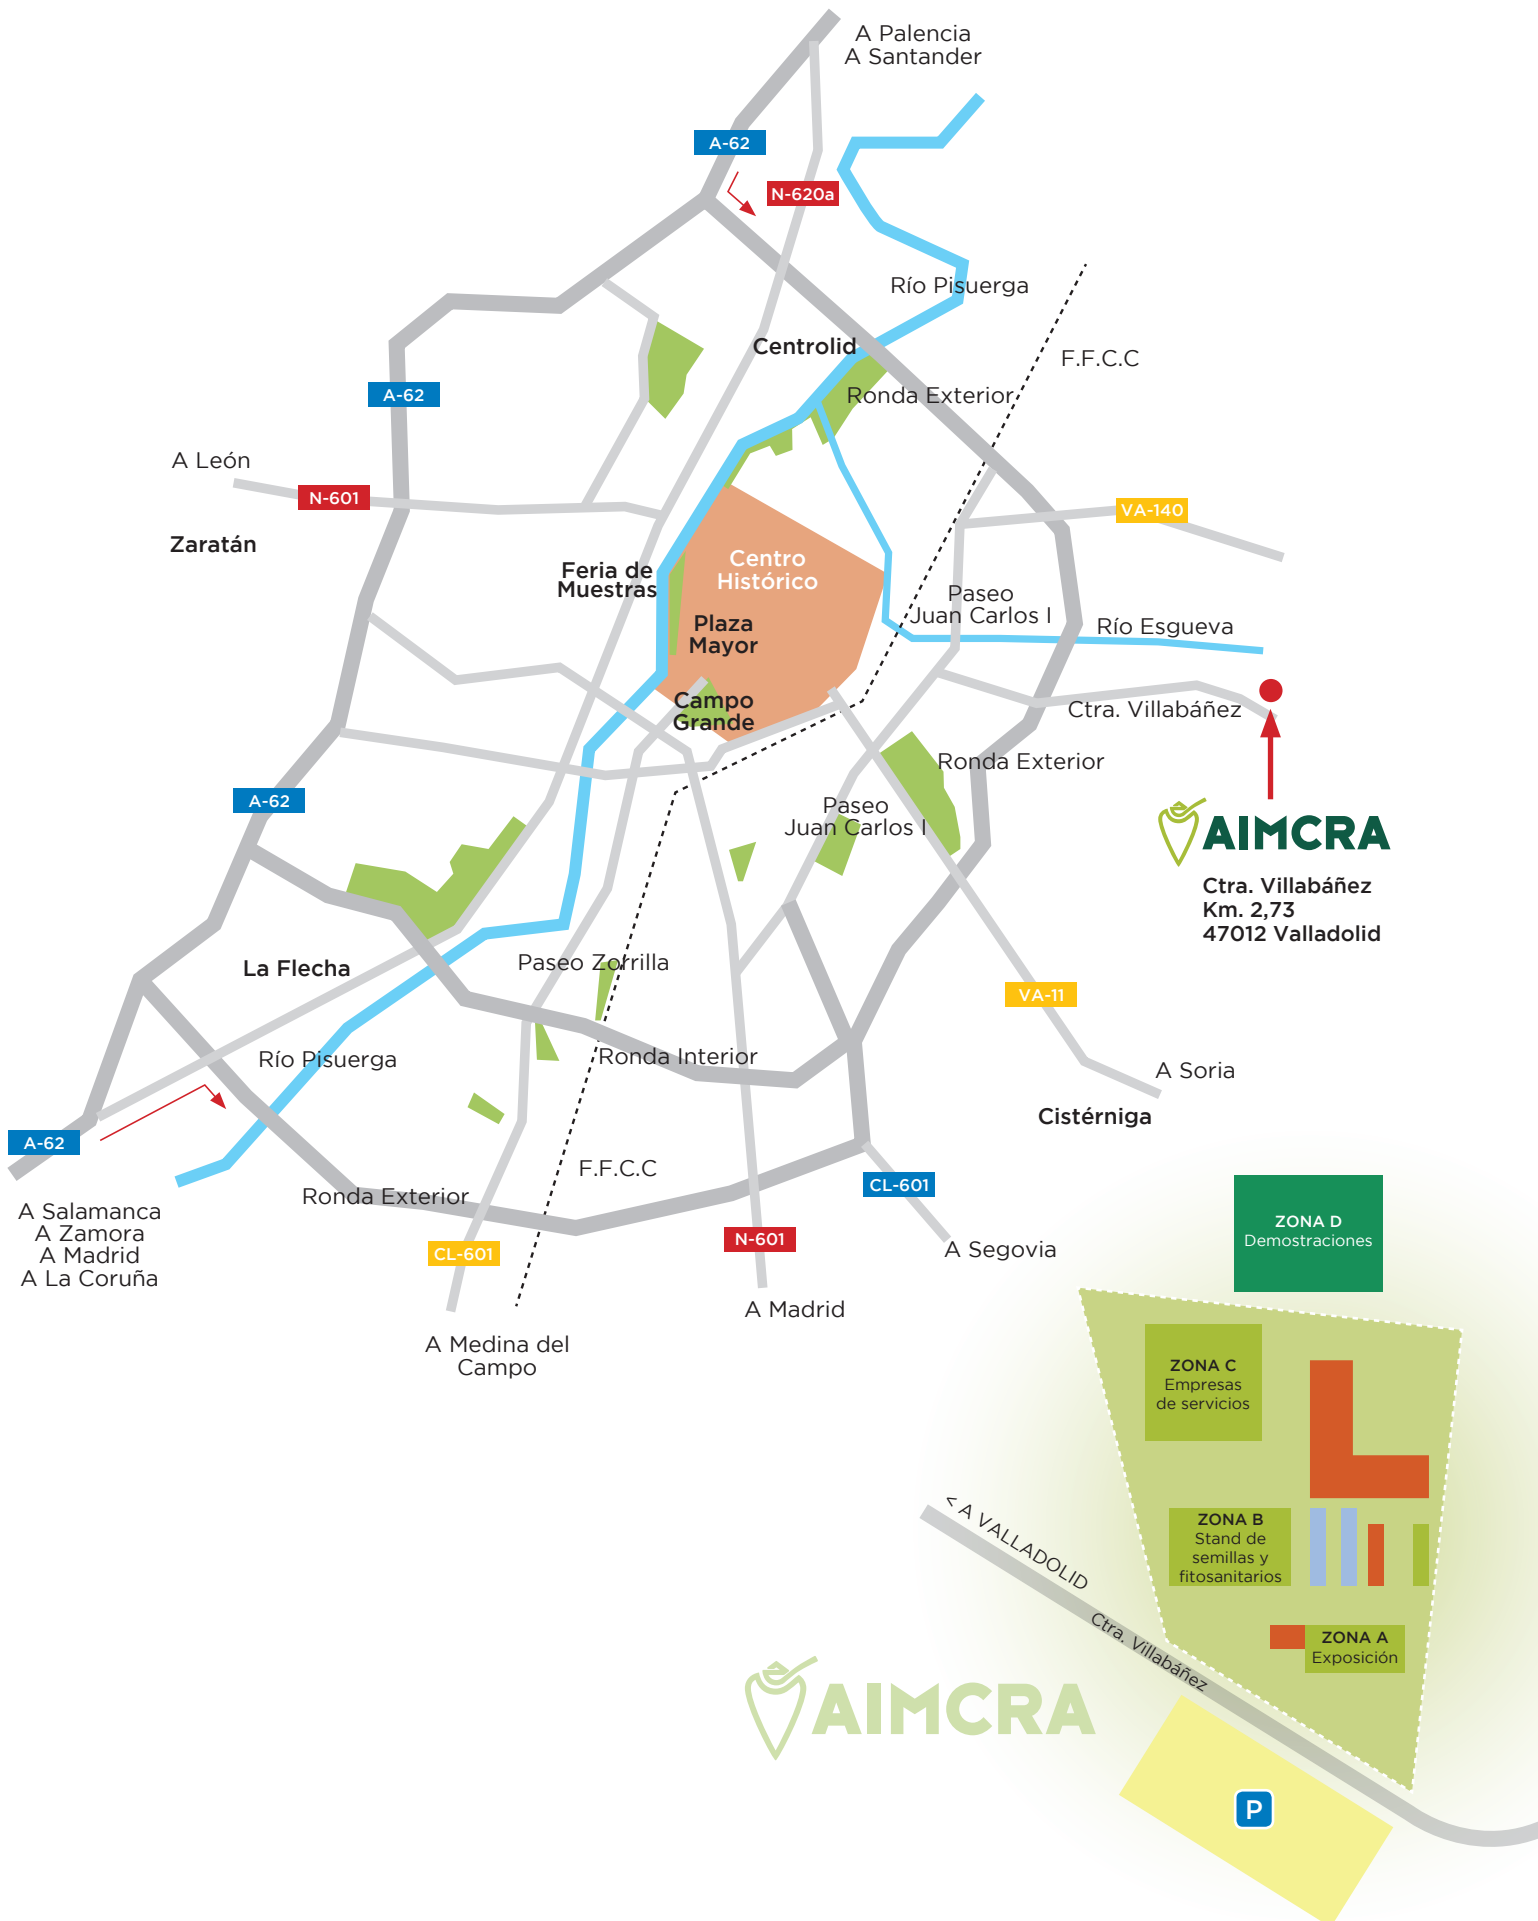 A Palencia
A Santander
A-62
N-620a
Río Pisuerga
Centrolid
F.F.C.C
A-62
Ronda Exterior
A León
N-601
VA-140
Zaratán
Centro
Histórico
Feria de
Muestras
Paseo
Juan Carlos I
Plaza
Mayor
Río Esgueva
Campo
Grande
Ctra. Villabáñez
Ronda Exterior
A-62
Paseo
Juan Carlos I
AIMCRA
Ctra. Villabáñez
Km. 2,73
47012 Valladolid
La Flecha
Paseo Zorrilla
VA-11
Río Pisuerga
Ronda Interior
A Soria
Cistérniga
A-62
F.F.C.C
CL-601
Ronda Exterior
A Salamanca
A Zamora
A Madrid
A La Coruña
CL-601
N-601
A Segovia
A Madrid
A Medina del
Campo
ZONA D
Demostraciones
ZONA C
Empresas
de servicios
< A VALLADOLID
ZONA B
Stand de
semillas y
fitosanitarios
Ctra. Villabáñez
ZONA A
Exposición
AIMCRA
P